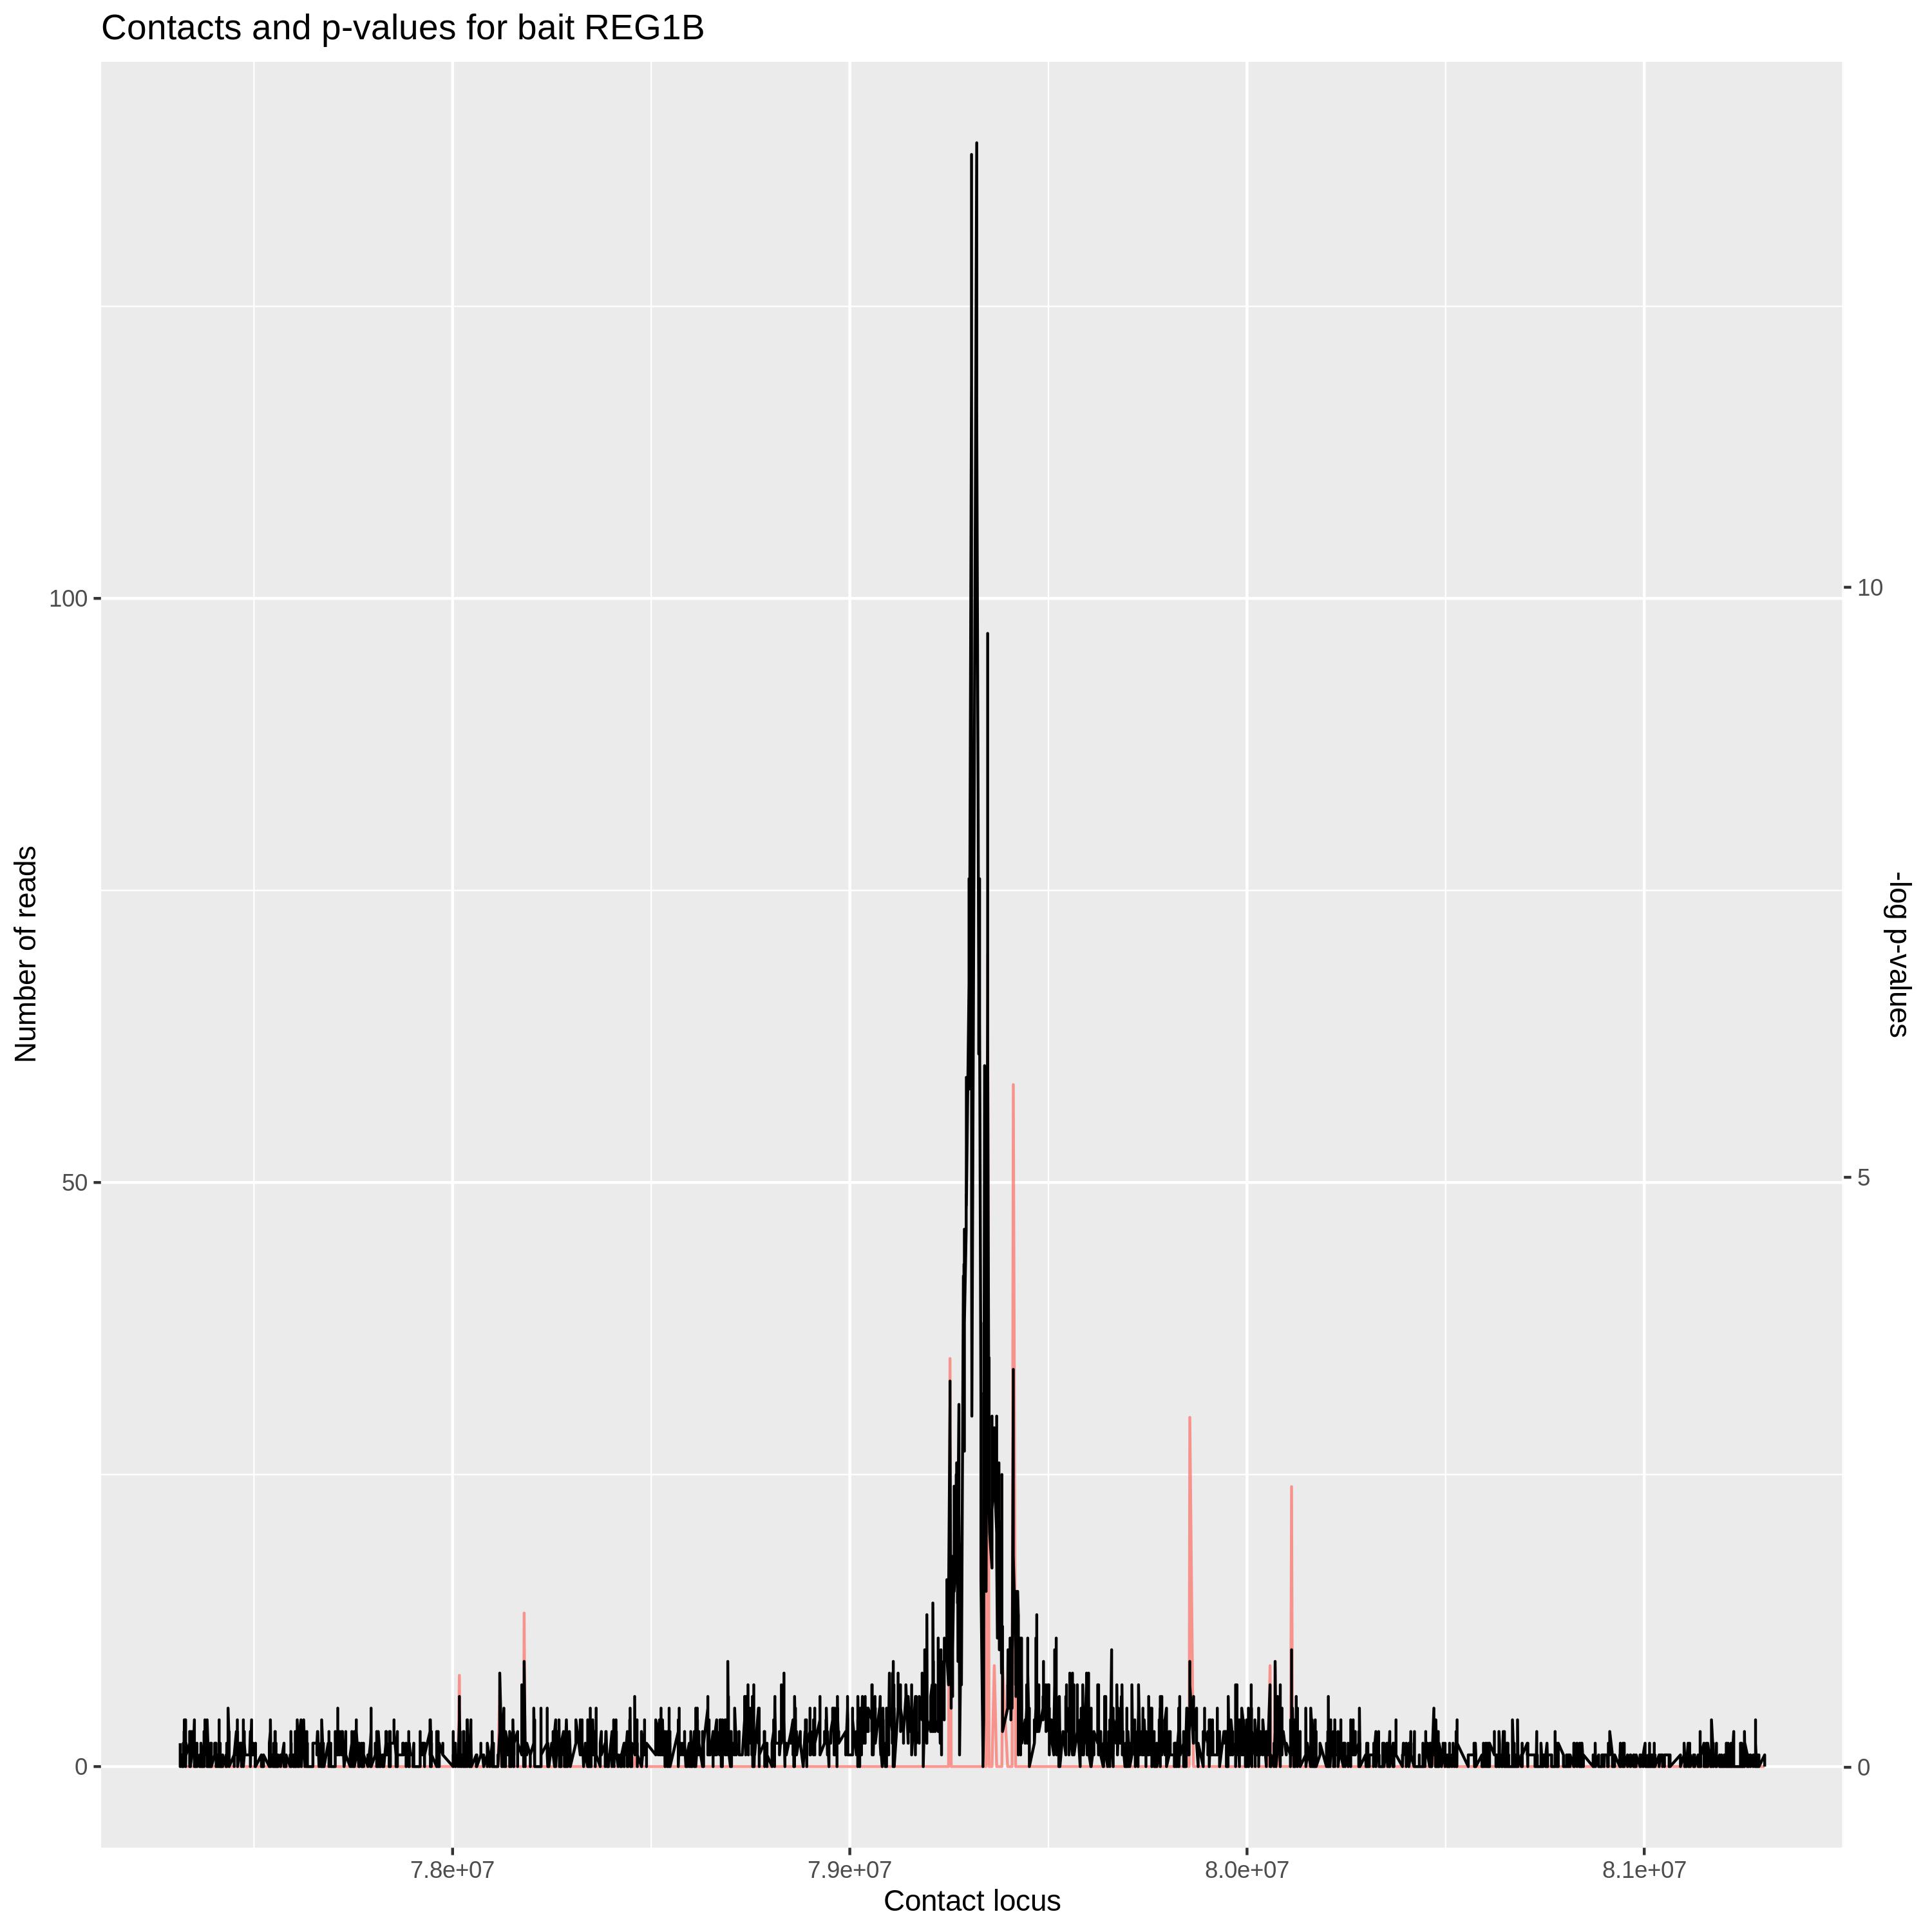 Contacts and p-values for bait REG1B
100
50
0
Number of reads
10
5
0
-log p-values
7.8e+07
7.9e+07
8.0e+07
8.1e+07
Contact locus